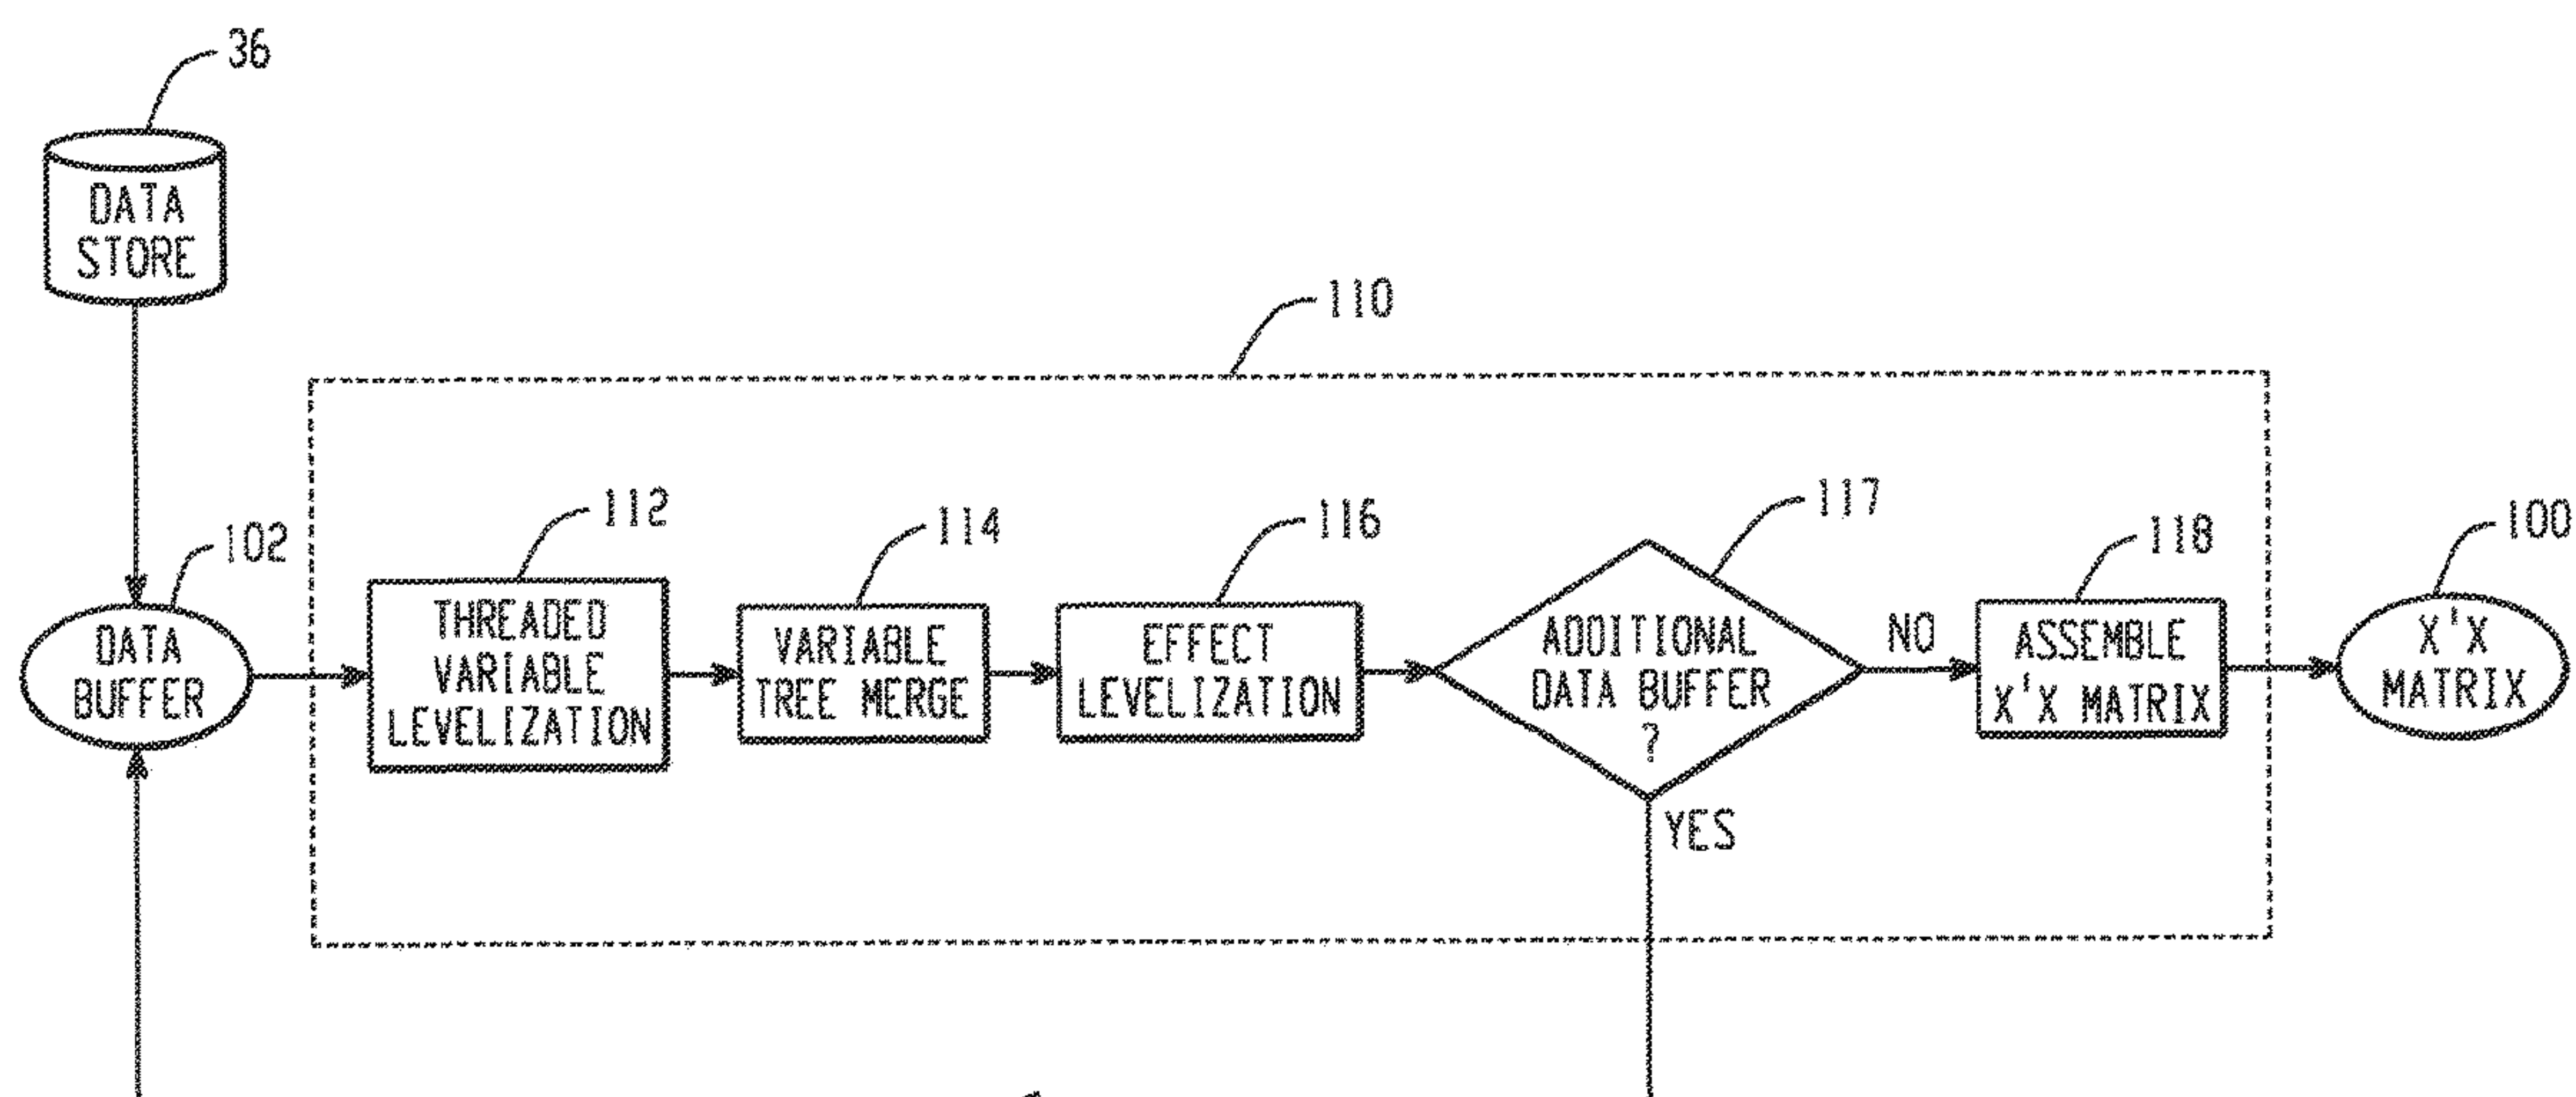 36
DATA
STORE
110
102
DATA
BUFFER
112
THREADED
VARIABLE
LEVELIZATION
114
VARIABLE
TREE MERGE
116
EFFECT
LEVELIZATION
117
ADDITIONAL
DATA BUFFER
?
NO
YES
118
ASSEMBLE
X'X MATRIX
100
X'X
MATRIX